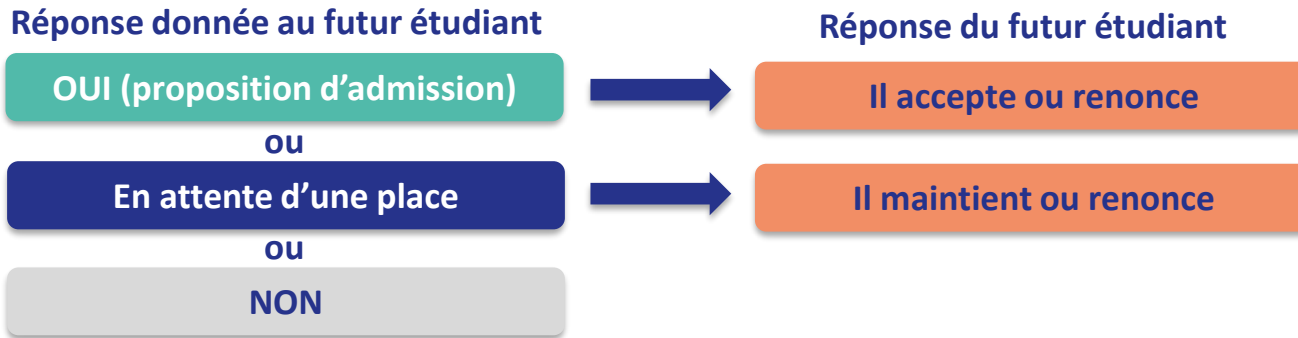 Réponse donnée au futur étudiant
Réponse du futur étudiant
OUI (proposition d’admission)
Il accepte ou renonce
ou
En attente d’une place
Il maintient ou renonce
ou
NON